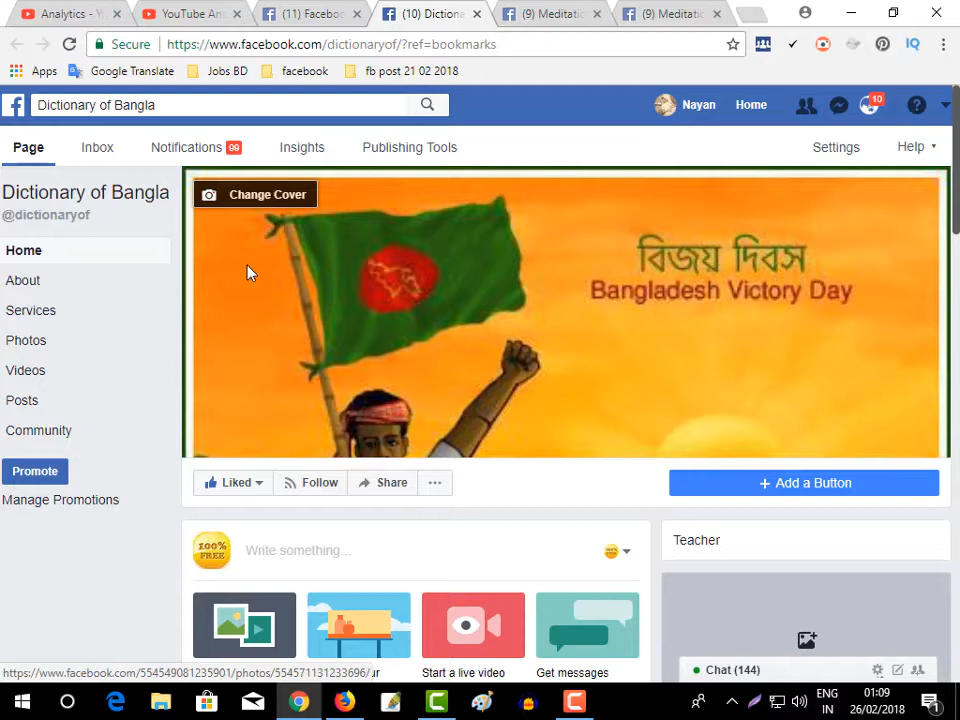 Analytics - Y
YouTube An
(11) Faceboo
(10) Dictiona
(9) Meditatio
(9) Meditatio
Secure
https://www.facebook.com/dictionaryof/?ref=bookmarks
Apps
Google Translate
Jobs BD
facebook
fb post 21 02 2018
Dictionary of Bangla
Nayan
Home
10
Page
Inbox
Notifications 99
Insights
Publishing Tools
Settings
Help
Dictionary of Bangla
@dictionaryof
Change Cover
বিজয় দিবস
Bangladesh Victory Day
Home
About
Services
Photos
Videos
Posts
Community
Promote
Manage Promotions
Liked
Follow
Share
+ Add a Button
100% FREE
Write something...
Teacher
Start a live video
Get messages
Chat (144)
https://www.facebook.com/554549081235901/photos/554571131233696/
ENG
IN
01:09
26/02/2018
1